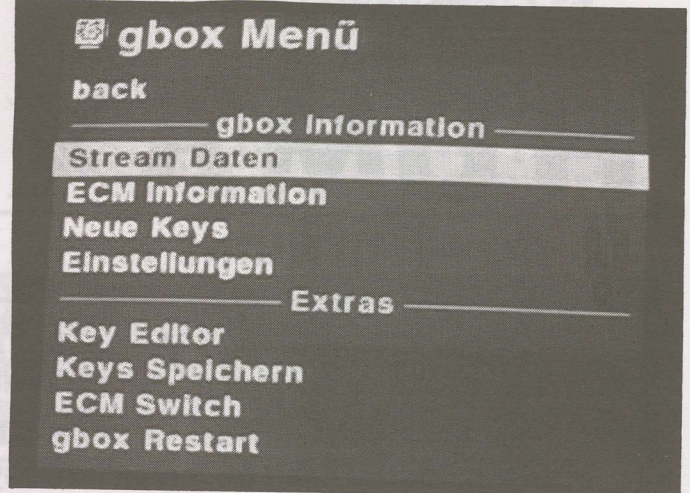 gbox Menü
back
gbox Information
Stream Daten
ECM Information
Neue Keys
Einstellungen
Extras
Key Editor
Keys Speichern
ECM Switch
gbox Restart